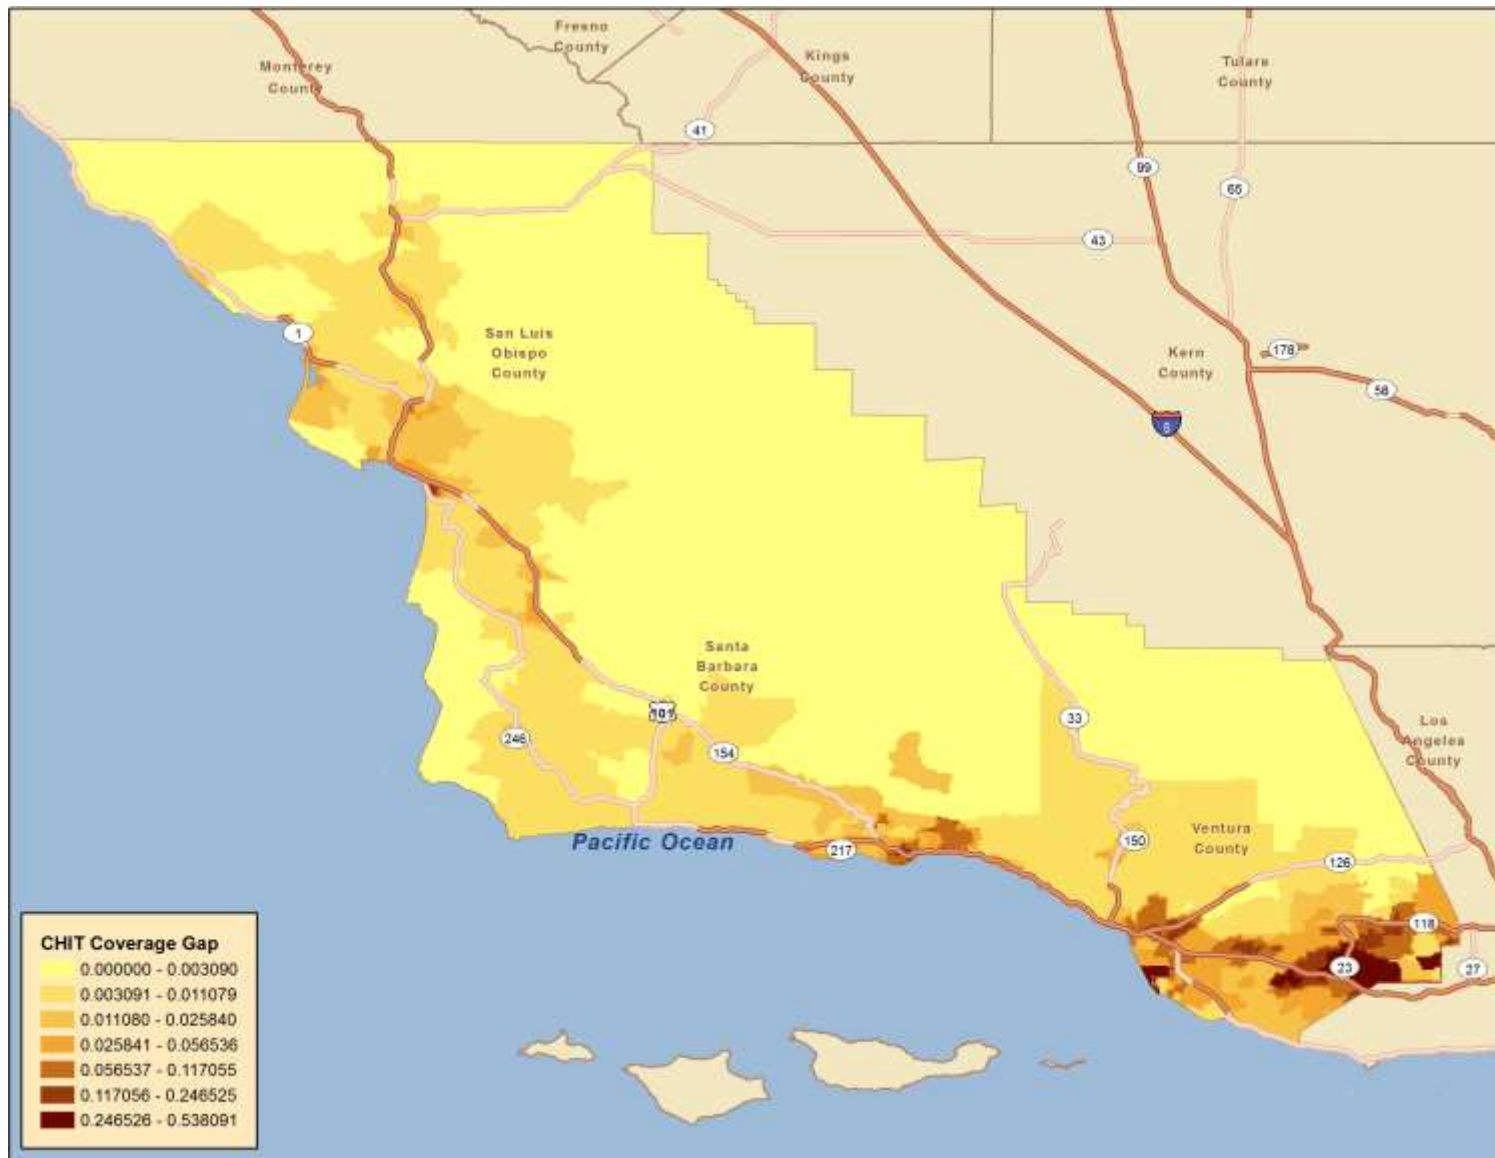 Fresno
County
Monterey
County
Kings
County
Tulare
County
41
99
65
43
1
San Luis
Obispo
County
Kern
County
178
58
5
Santa
Barbara
County
101
33
246
154
Los
Angeles
County
Pacific Ocean
217
150
Ventura
County
126
118
23
27
CHIT Coverage Gap
0.000000 - 0.003090
0.003091 - 0.011079
0.011080 - 0.025840
0.025841 - 0.056536
0.056537 - 0.117055
0.117056 - 0.246525
0.246526 - 0.538091